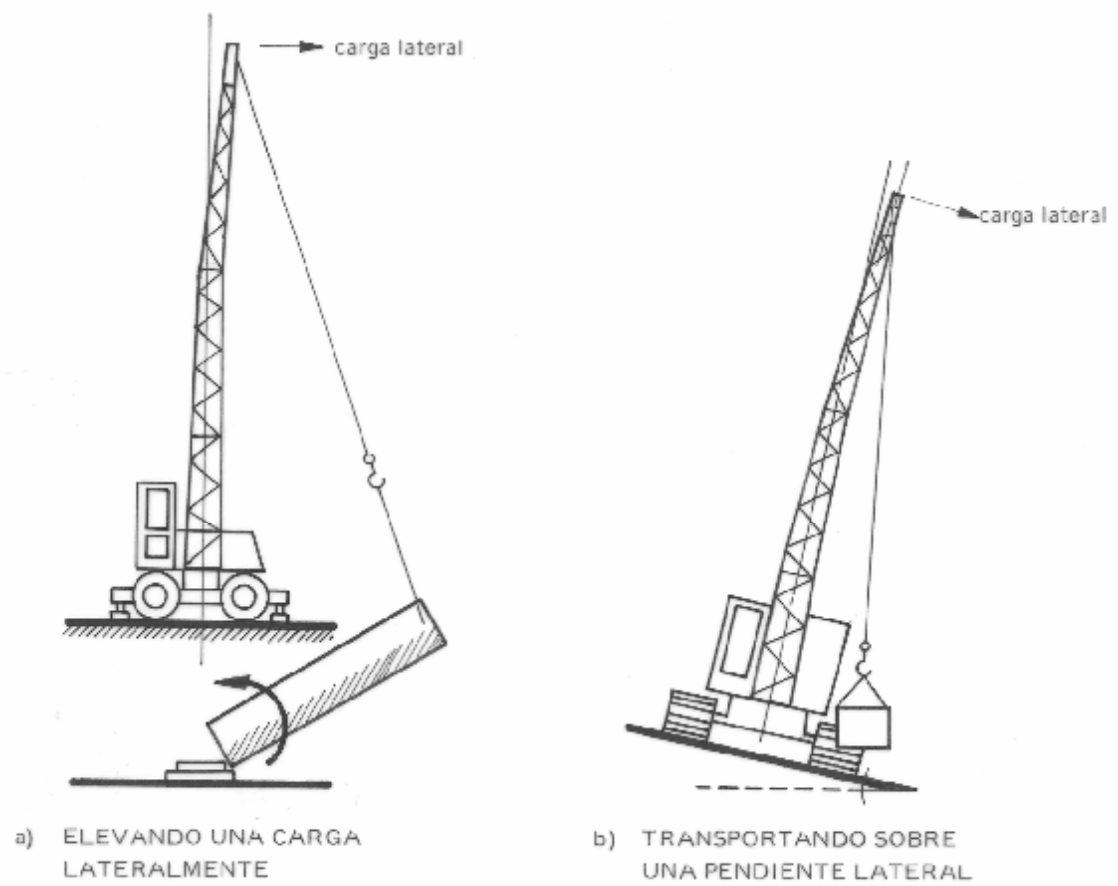 carga lateral
carga lateral
a) ELEVANDO UNA CARGA
LATERALMENTE
b) TRANSPORTANDO SOBRE
UNA PENDIENTE LATERAL